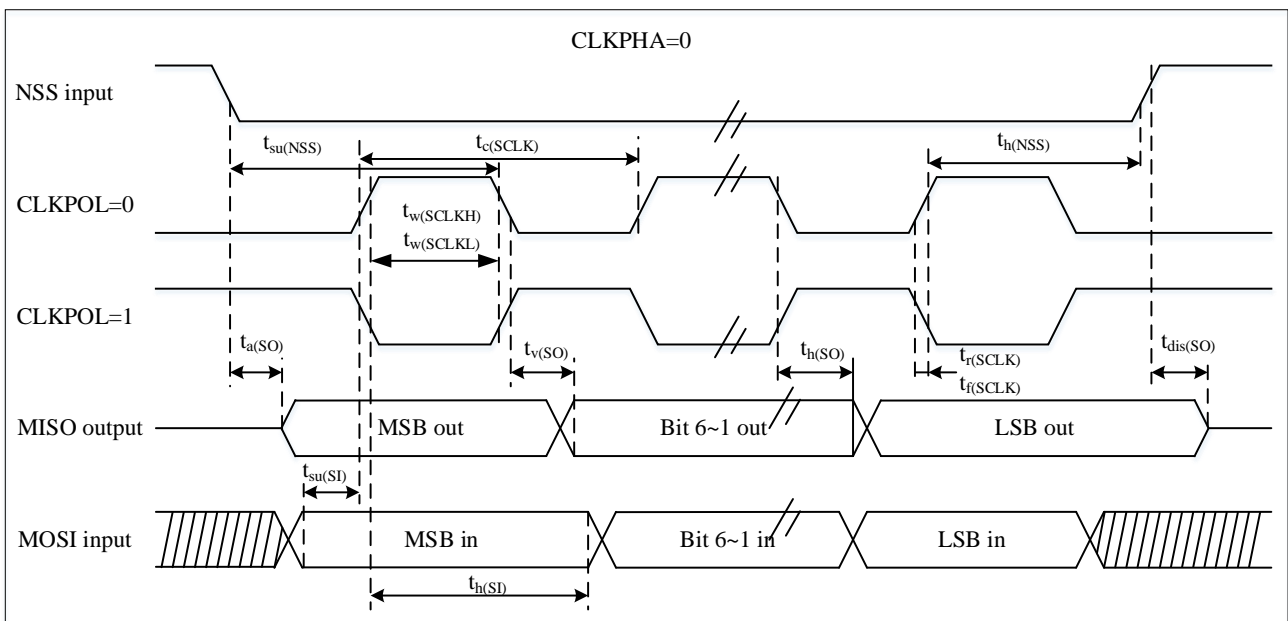 CLKPHA=0
NSS input
tsu(NSS)
tc(SCLK)
th(NSS)
CLKPOL=0
tw(SCLKH)
tw(SCLKL)
CLKPOL=1
ta(SO)
tv(SO)
th(SO)
tr(SCLK)
tf(SCLK)
tdis(SO)
MISO output
MSB out
Bit 6~1 out
LSB out
tsu(SI)
MOSI input
MSB in
Bit 6~1 in
LSB in
th(SI)